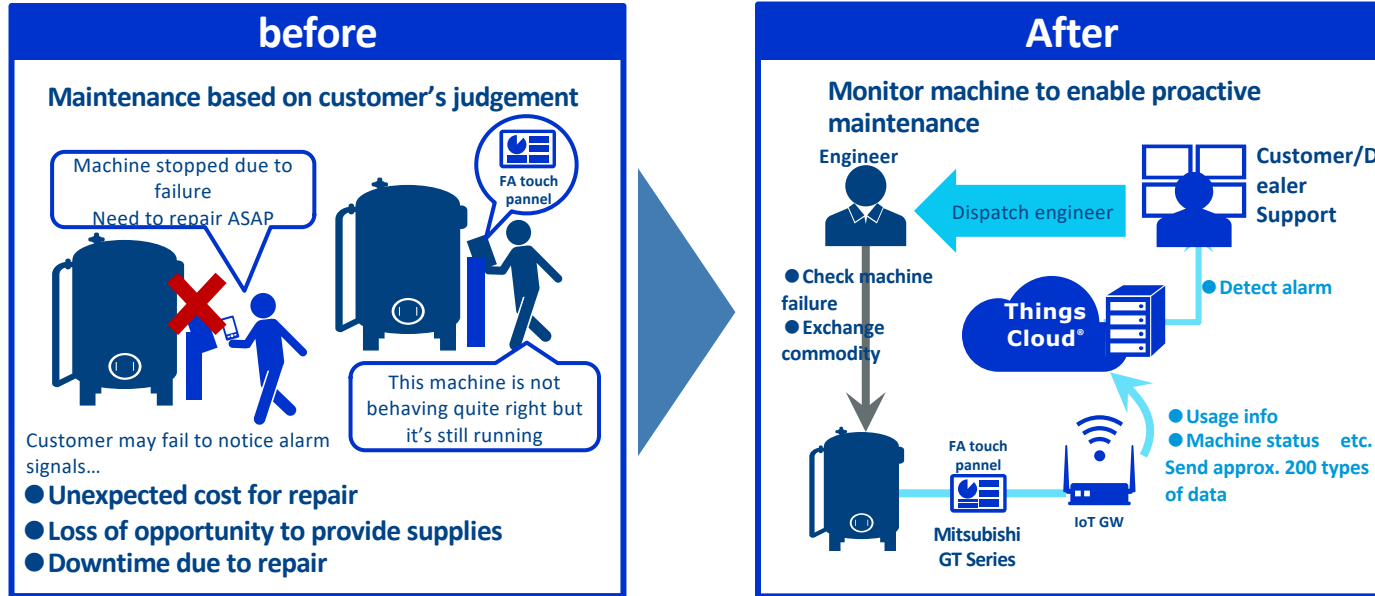 before
Maintenance based on customer's judgement
Machine stopped due to
failure
Need to repair ASAP
FA touch
pannel
This machine is not
behaving quite right but
it's still running
Customer may fail to notice alarm
signals...
●Unexpected cost for repair
●Loss of opportunity to provide supplies
●Downtime due to repair
After
Monitor machine to enable proactive
maintenance
Engineer
Dispatch engineer
Customer/D
ealer
Support
●Check machine
failure
●Exchange
commodity
Things
Cloud®
●Detect alarm
●Usage info
●Machine status etc.
Send approx. 200 types
of data
FA touch
pannel
IoT GW
Mitsubishi
GT Series